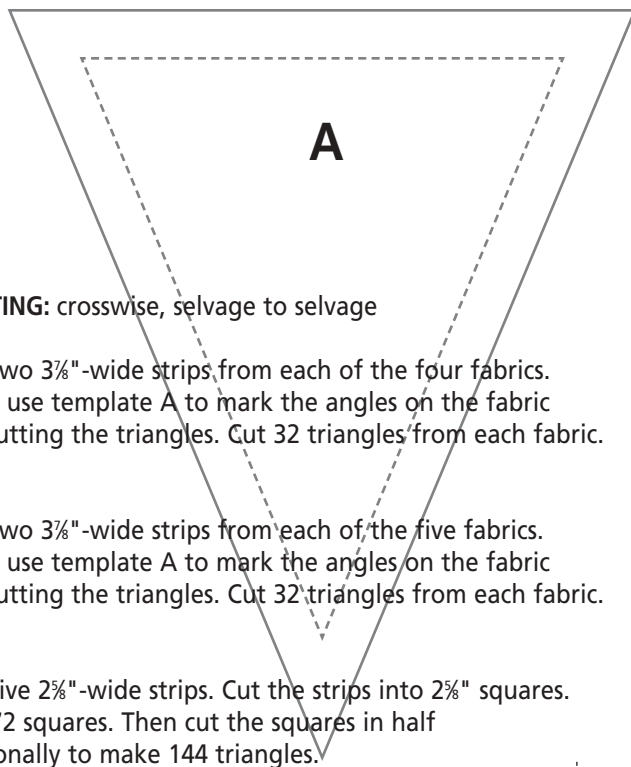 A
TING: crosswise, selvage to selvage
wo 3⅞"-wide strips from each of the four fabrics.
use template A to mark the angles on the fabric
utting the triangles. Cut 32 triangles from each fabric.
wo 3⅞"-wide strips from each of the five fabrics.
use template A to mark the angles on the fabric
utting the triangles. Cut 32 triangles from each fabric.
ive 2⅝"-wide strips. Cut the strips into 2⅝" squares.
72 squares. Then cut the squares in half
onally to make 144 triangles.